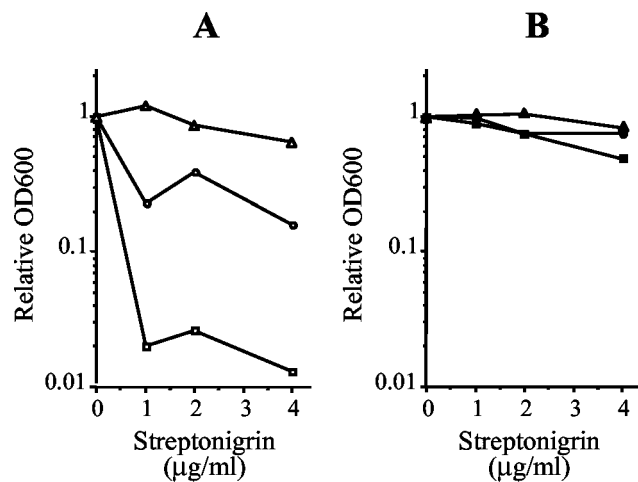 A
B
1
0.1
0.01
Relative OD600
0 1 2 3 4
Streptonigrin
(µg/ml)
1
0.1
0.01
Relative OD600
0 1 2 3 4
Streptonigrin
(µg/ml)